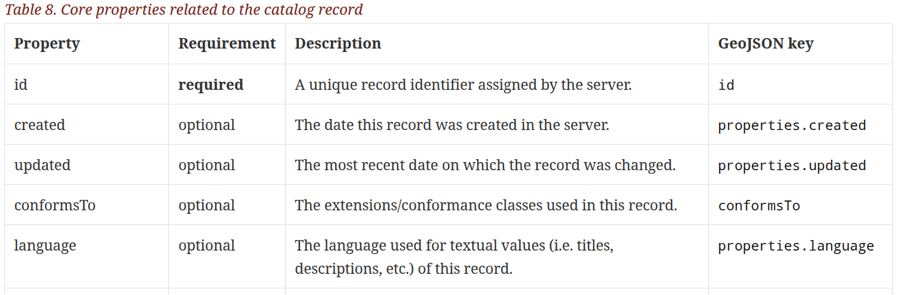 Table 8. Core properties related to the catalog record
Property Requirement Description GeoJSON key
id required A unique record identifier assigned by the server. id
created optional The date this record was created in the server. properties.created
updated optional The most recent date on which the record was changed. properties.updated
conformsTo optional The extensions/conformance classes used in this record. conformsTo
language optional The language used for textual values (i.e. titles, properties.language
descriptions, etc.) of this record.